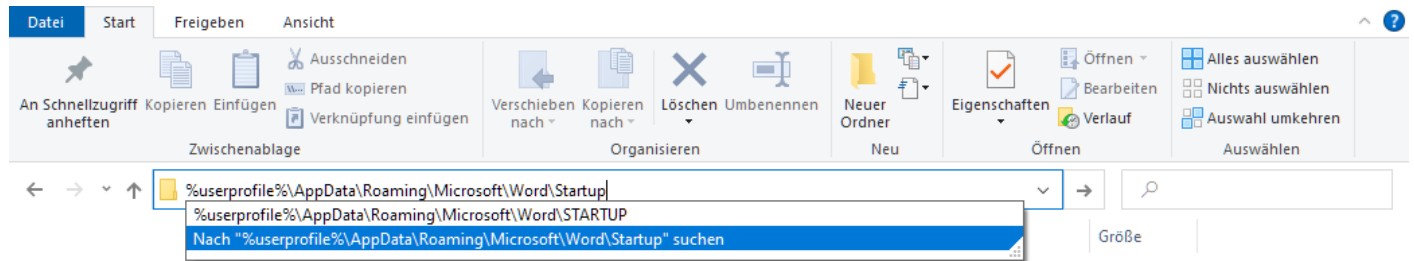 Datei Start Freigeben Ansicht
An Schnellzugriff anheften
Kopieren
Einfügen
Ausschneiden
Pfad kopieren
Verknüpfung einfügen
Zwischenablage
Verschieben nach
Kopieren nach
Löschen
Umbenennen
Organisieren
Neuer Ordner
Neu
Eigenschaften
Öffnen
Bearbeiten
Verlauf
Öffnen
Alles auswählen
Nichts auswählen
Auswahl umkehren
Auswählen
%userprofile%\AppData\Roaming\Microsoft\Word\Startup
%userprofile%\AppData\Roaming\Microsoft\Word\STARTUP
Nach "%userprofile%\AppData\Roaming\Microsoft\Word\Startup" suchen
Größe